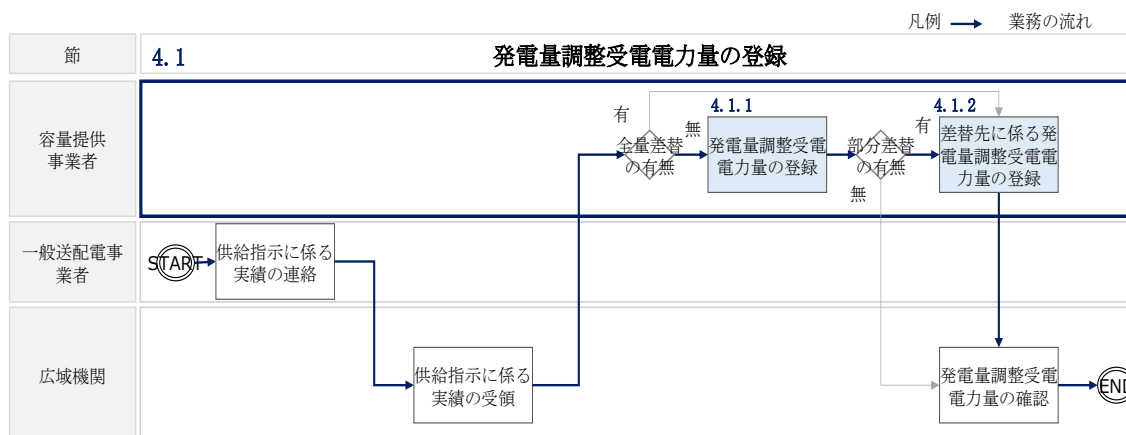 凡例 業務の流れ
節
4.1 発電量調整受電電力量の登録
容量提供
事業者
有
全量差替
の有無
無
4.1.1
発電量調整受電
電力量の登録
部分差替
の有無
有
無
4.1.2
差替先に係る発
電量調整受電電
力量の登録
一般送配電事
業者
START
供給指示に係る
実績の連絡
広域機関
供給指示に係る
実績の受領
発電量調整受電
電力量の確認
END